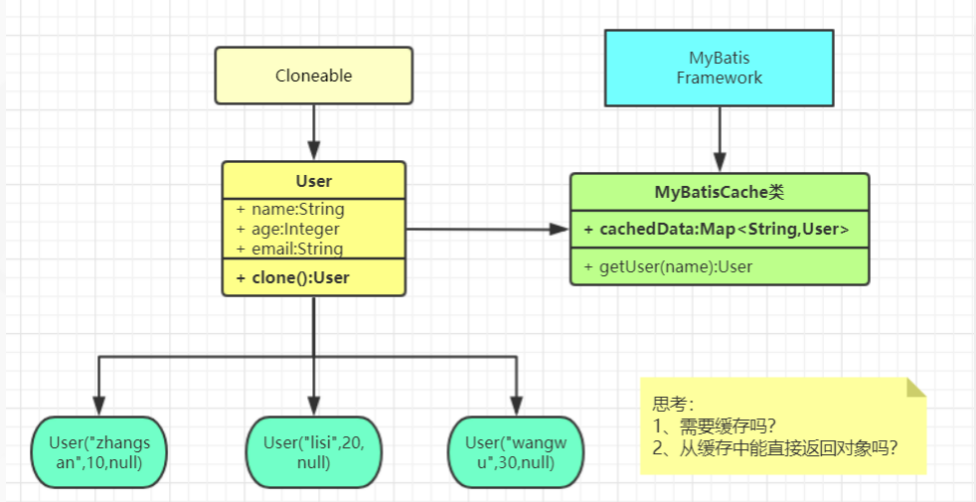 Cloneable
MyBatis
Framework
User
+ name:String
+ age:Integer
+ email:String
+ clone():User
MyBatisCache类
+ cachedData:Map<String,User>
+ getUser(name):User
User("zhangs
an",10,null)
User("lisi",20,
null)
User("wangw
u",30,null)
思考：
1、需要缓存吗？
2、从缓存中能直接返回对象吗？